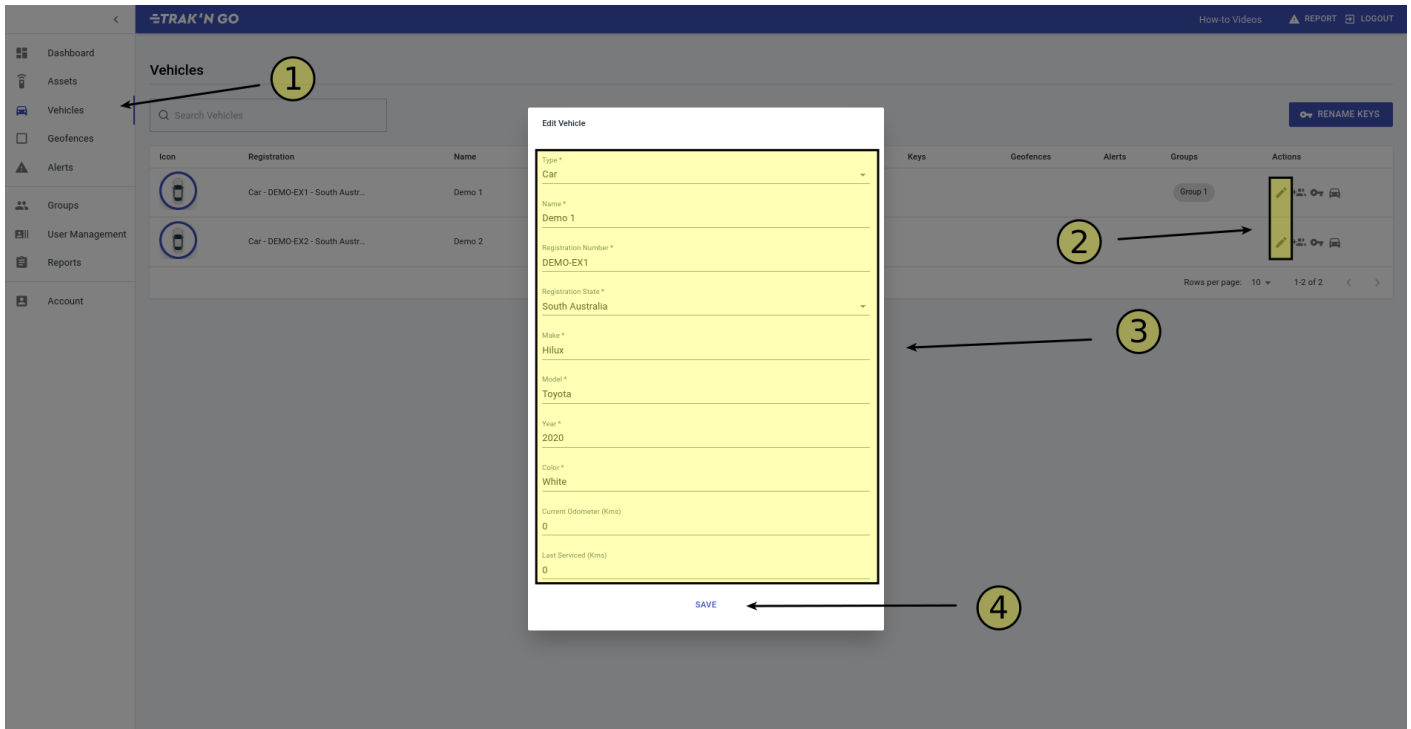 TRAK'N GO
How-to Videos
REPORT
LOGOUT
Dashboard
Assets
Vehicles
Geofences
Alerts
Groups
User Management
Reports
Account
Vehicles
1
Search Vehicles
RENAME KEYS
Icon Registration Name Keys Geofences Alerts Groups Actions
Car - DEMO-EX1 - South Austr... Demo 1 Group 1
Car - DEMO-EX2 - South Austr... Demo 2
Rows per page: 10 1-2 of 2
2
Edit Vehicle
Type *
Car
Name *
Demo 1
Registration Number *
DEMO-EX1
Registration State *
South Australia
Make *
Hilux
Model *
Toyota
Year *
2020
Color *
White
Current Odometer (Kms)
0
Last Serviced (Kms)
0
3
SAVE
4